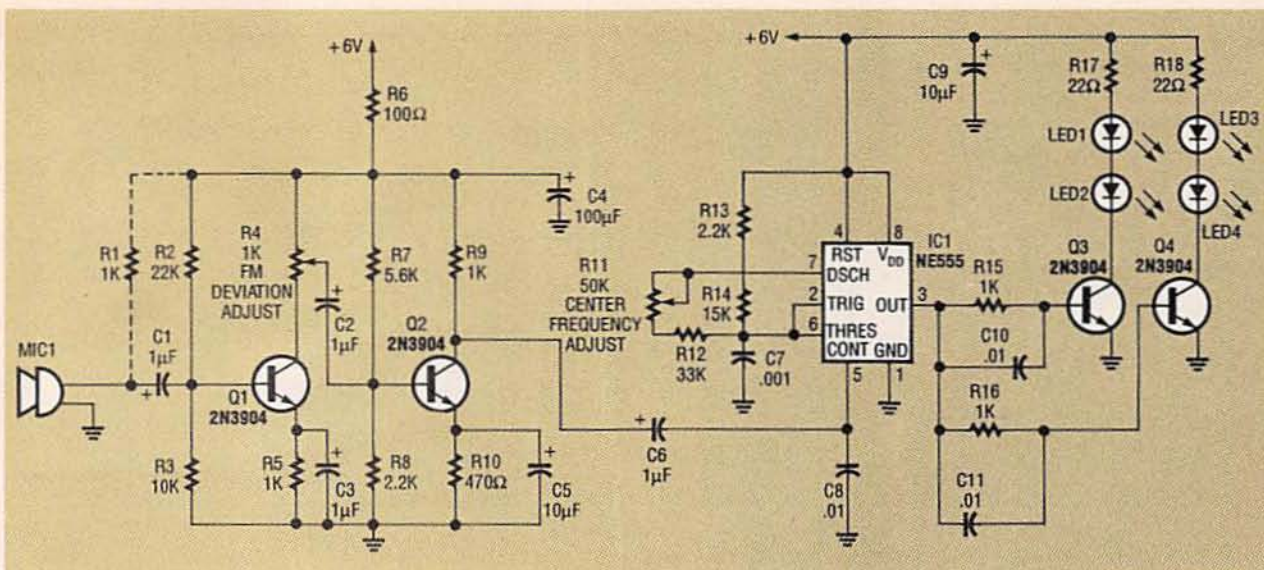 +6V
R6
100Ω
R1
1K
R2
22K
R4
1K
FM
DEVIATION
ADJUST
R7
5.6K
R9
1K
C4
100µF
+
MIC1
C1
1µF
+
C2
1µF
+
Q1
2N3904
Q2
2N3904
R3
10K
R5
1K
C3
1µF
+
R8
2.2K
R10
470Ω
C5
10µF
+
C6
1µF
+
+6V
C9
10µF
+
R17
22Ω
R18
22Ω
LED1
LED3
LED2
LED4
R13
2.2K
R11
50K
CENTER
FREQUENCY
ADJUST
R14
15K
R12
33K
C7
.001
4
8
RST
VDD
IC1
NE555
7
DSCH
2
TRIG
OUT
3
6
THRES
CONT
GND
5
1
C8
.01
R15
1K
C10
.01
R16
1K
C11
.01
Q3
2N3904
Q4
2N3904